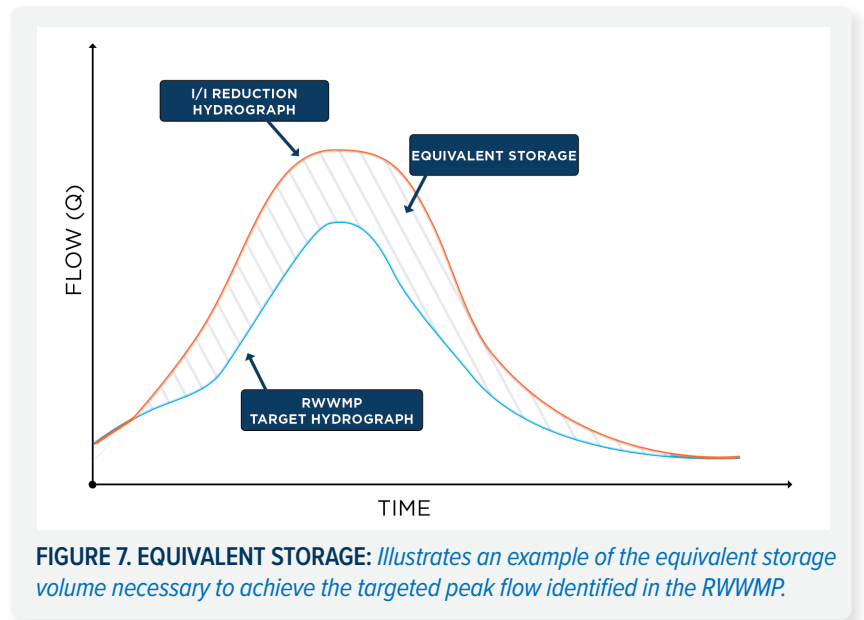 I/I REDUCTION
HYDROGRAPH
EQUIVALENT STORAGE
FLOW (Q)
RWWMP
TARGET HYDROGRAPH
TIME
FIGURE 7. EQUIVALENT STORAGE: Illustrates an example of the equivalent storage
volume necessary to achieve the targeted peak flow identified in the RWWMP.